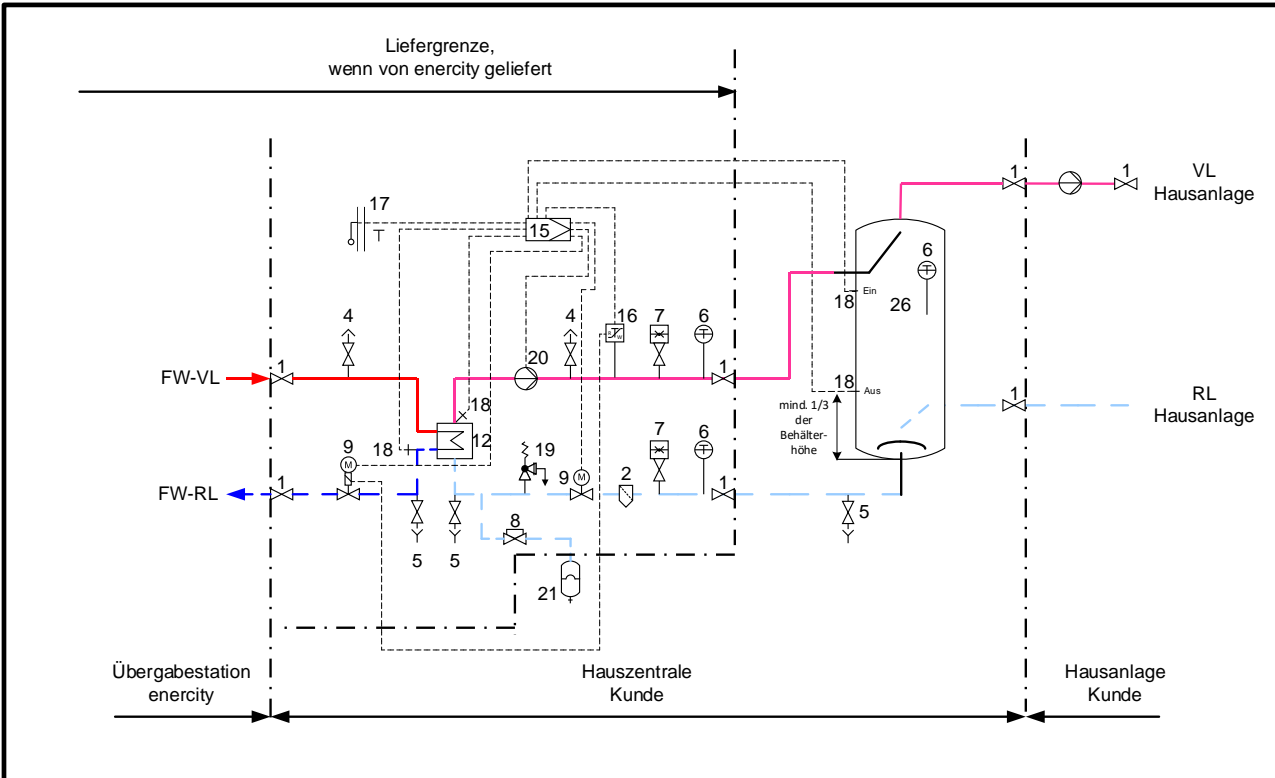 Liefergrenze,
wenn von enercity geliefert
1
1
VL
Hausanlage
17
T
15
6
T
Ein
18
26
4
4
16
R
T
W
7
6
T
20
FW-VL
1
1
18
Aus
mind. 1/3
der
Behälter-
höhe
1
RL
Hausanlage
18
12
18
9
M
19
9
M
2
7
6
T
FW-RL
1
1
5
5
8
5
21
Übergabestation
enercity
Hauszentrale
Kunde
Hausanlage
Kunde